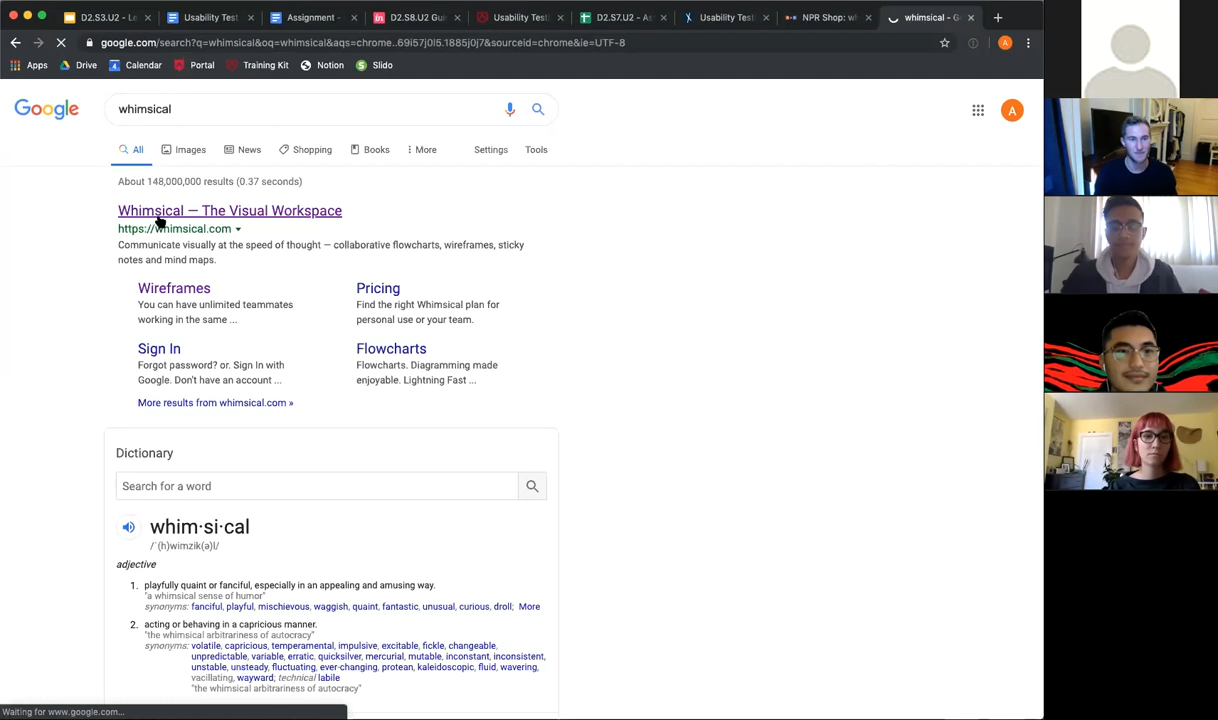 D2.S3.U2 - Le
Usability Test
Assignment -
D2.S8.U2 Gui
Usability Test
D2.S7.U2 - As
Usability Test
NPR Shop: wh
whimsical - G
google.com/search?q=whimsical&oq=whimsical&aqs=chrome..69i57j0l5.1885j0j7&sourceid=chrome&ie=UTF-8
A
Apps Drive Calendar Portal Training Kit Notion Slido
Google
whimsical
A
All Images News Shopping Books More Settings Tools
About 148,000,000 results (0.37 seconds)
Whimsical — The Visual Workspace
https://whimsical.com
Communicate visually at the speed of thought — collaborative flowcharts, wireframes, sticky
notes and mind maps.
Wireframes
You can have unlimited teammates
working in the same ...
Pricing
Find the right Whimsical plan for
personal use or your team.
Sign In
Forgot password? or. Sign In with
Google. Don't have an account ...
Flowcharts
Flowcharts. Diagramming made
enjoyable. Lightning Fast ...
More results from whimsical.com »
Dictionary
Search for a word
whim·si·cal
/ˈ(h)wimzik(ə)l/
adjective
1. playfully quaint or fanciful, especially in an appealing and amusing way.
"a whimsical sense of humor"
synonyms: fanciful, playful, mischievous, waggish, quaint, fantastic, unusual, curious, droll; More
2. acting or behaving in a capricious manner.
"the whimsical arbitrariness of autocracy"
synonyms: volatile, capricious, temperamental, impulsive, excitable, fickle, changeable,
unpredictable, variable, erratic, quicksilver, mercurial, mutable, inconstant, inconsistent,
unstable, unsteady, fluctuating, ever-changing, protean, kaleidoscopic, fluid, wavering,
vacillating, wayward; technical labile
"the whimsical arbitrariness of autocracy"
Waiting for www.google.com...